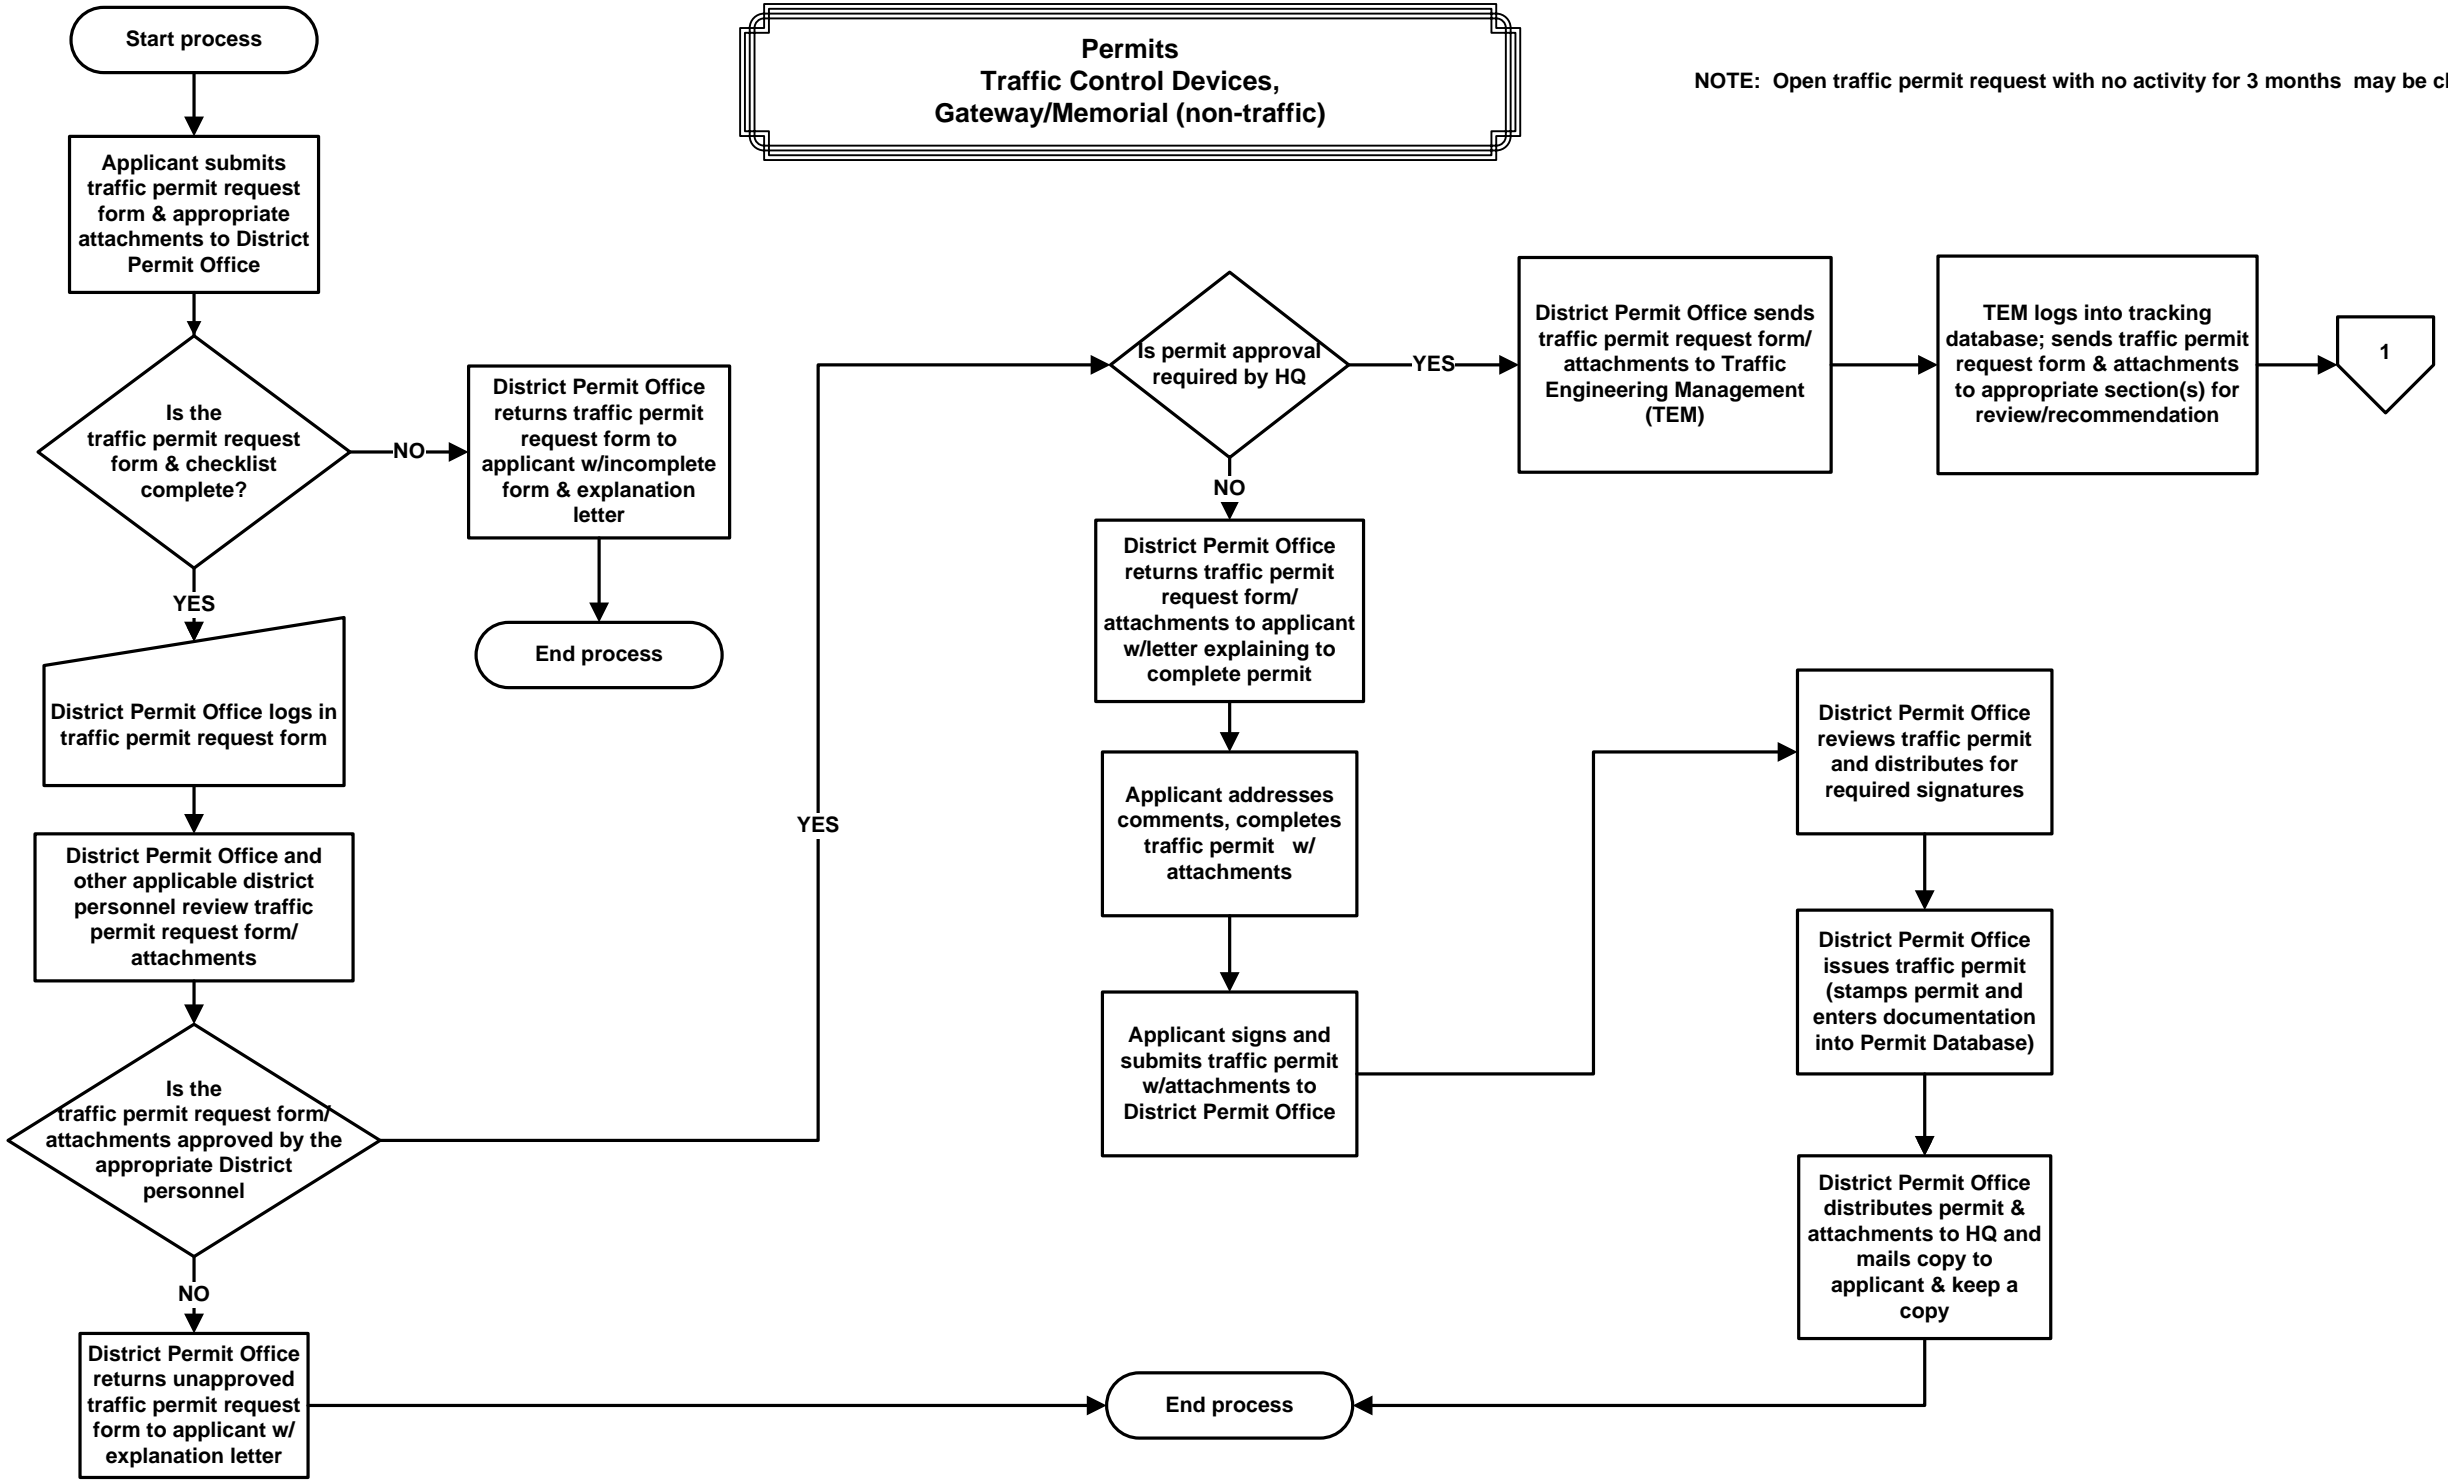 Start process
Permits
Traffic Control Devices,
Gateway/Memorial (non-traffic)
NOTE:  Open traffic permit request with no activity for 3 months  may be
Applicant submits
traffic permit request
form & appropriate
attachments to District
Permit Office
Is the
traffic permit request
form & checklist
complete?
NO
District Permit Office
returns traffic permit
request form to
applicant w/incomplete
form & explanation
letter
End process
YES
District Permit Office logs in
traffic permit request form
District Permit Office and
other applicable district
personnel review traffic
permit request form/
attachments
Is the
traffic permit request form/
attachments approved by the
appropriate District
personnel
NO
District Permit Office
returns unapproved
traffic permit request
form to applicant w/
explanation letter
YES
Is permit approval
required by HQ
YES
District Permit Office sends
traffic permit request form/
attachments to Traffic
Engineering Management
(TEM)
TEM logs into tracking
database; sends traffic permit
request form & attachments
to appropriate section(s) for
review/recommendation
1
NO
District Permit Office
returns traffic permit
request form/
attachments to applicant
w/letter explaining to
complete permit
Applicant addresses
comments, completes
traffic permit   w/
attachments
Applicant signs and
submits traffic permit
w/attachments to
District Permit Office
District Permit Office
reviews traffic permit
and distributes for
required signatures
District Permit Office
issues traffic permit
(stamps permit and
enters documentation
into Permit Database)
District Permit Office
distributes permit &
attachments to HQ and
mails copy to
applicant & keep a
copy
End process